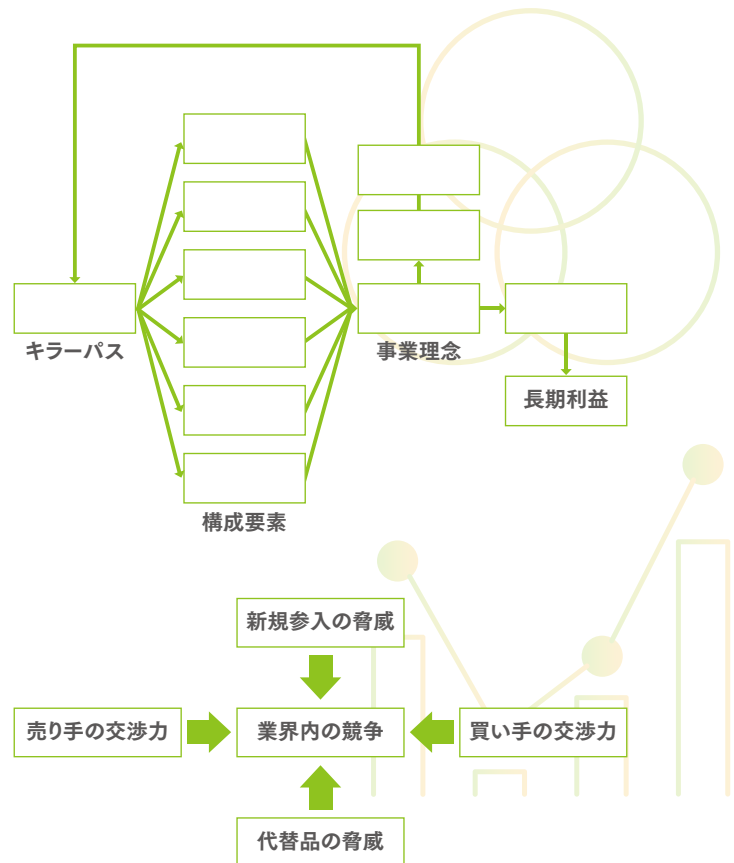 キラーパス
事業理念
長期利益
構成要素
新規参入の脅威
売り手の交渉力
業界内の競争
買い手の交渉力
代替品の脅威